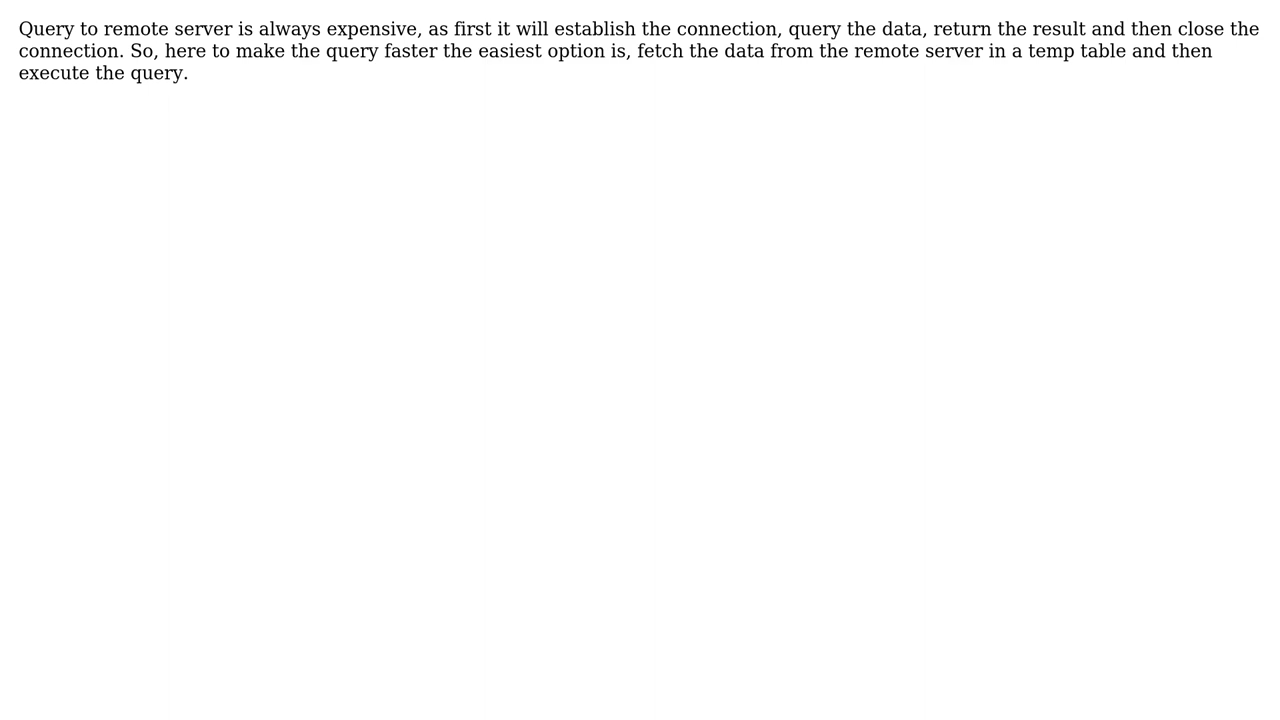 Query to remote server is always expensive, as first it will establish the connection, query the data, return the result and then close the
connection. So, here to make the query faster the easiest option is, fetch the data from the remote server in a temp table and then
execute the query.